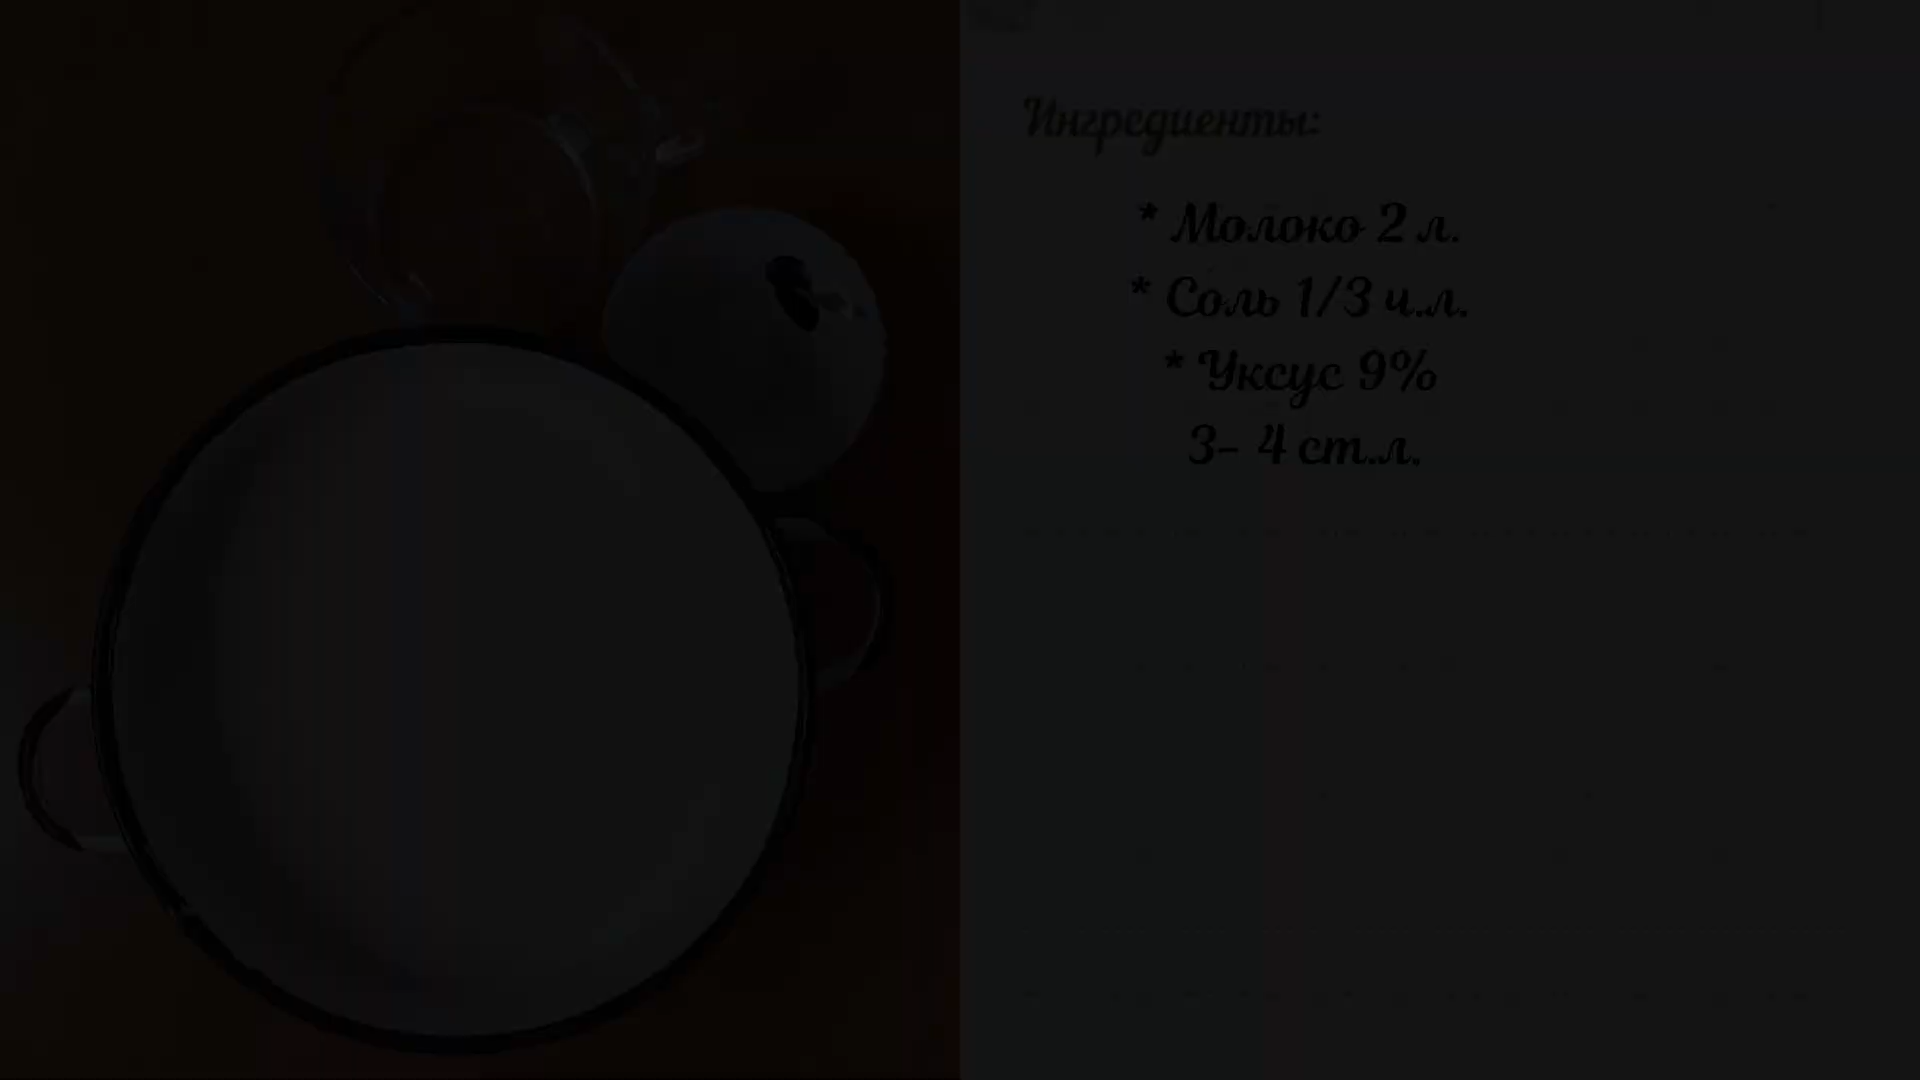 Ингредиенты:
* Молоко 2 л.
* Соль 1/3 ч.л.
* Уксус 9%
3- 4 ст.л.